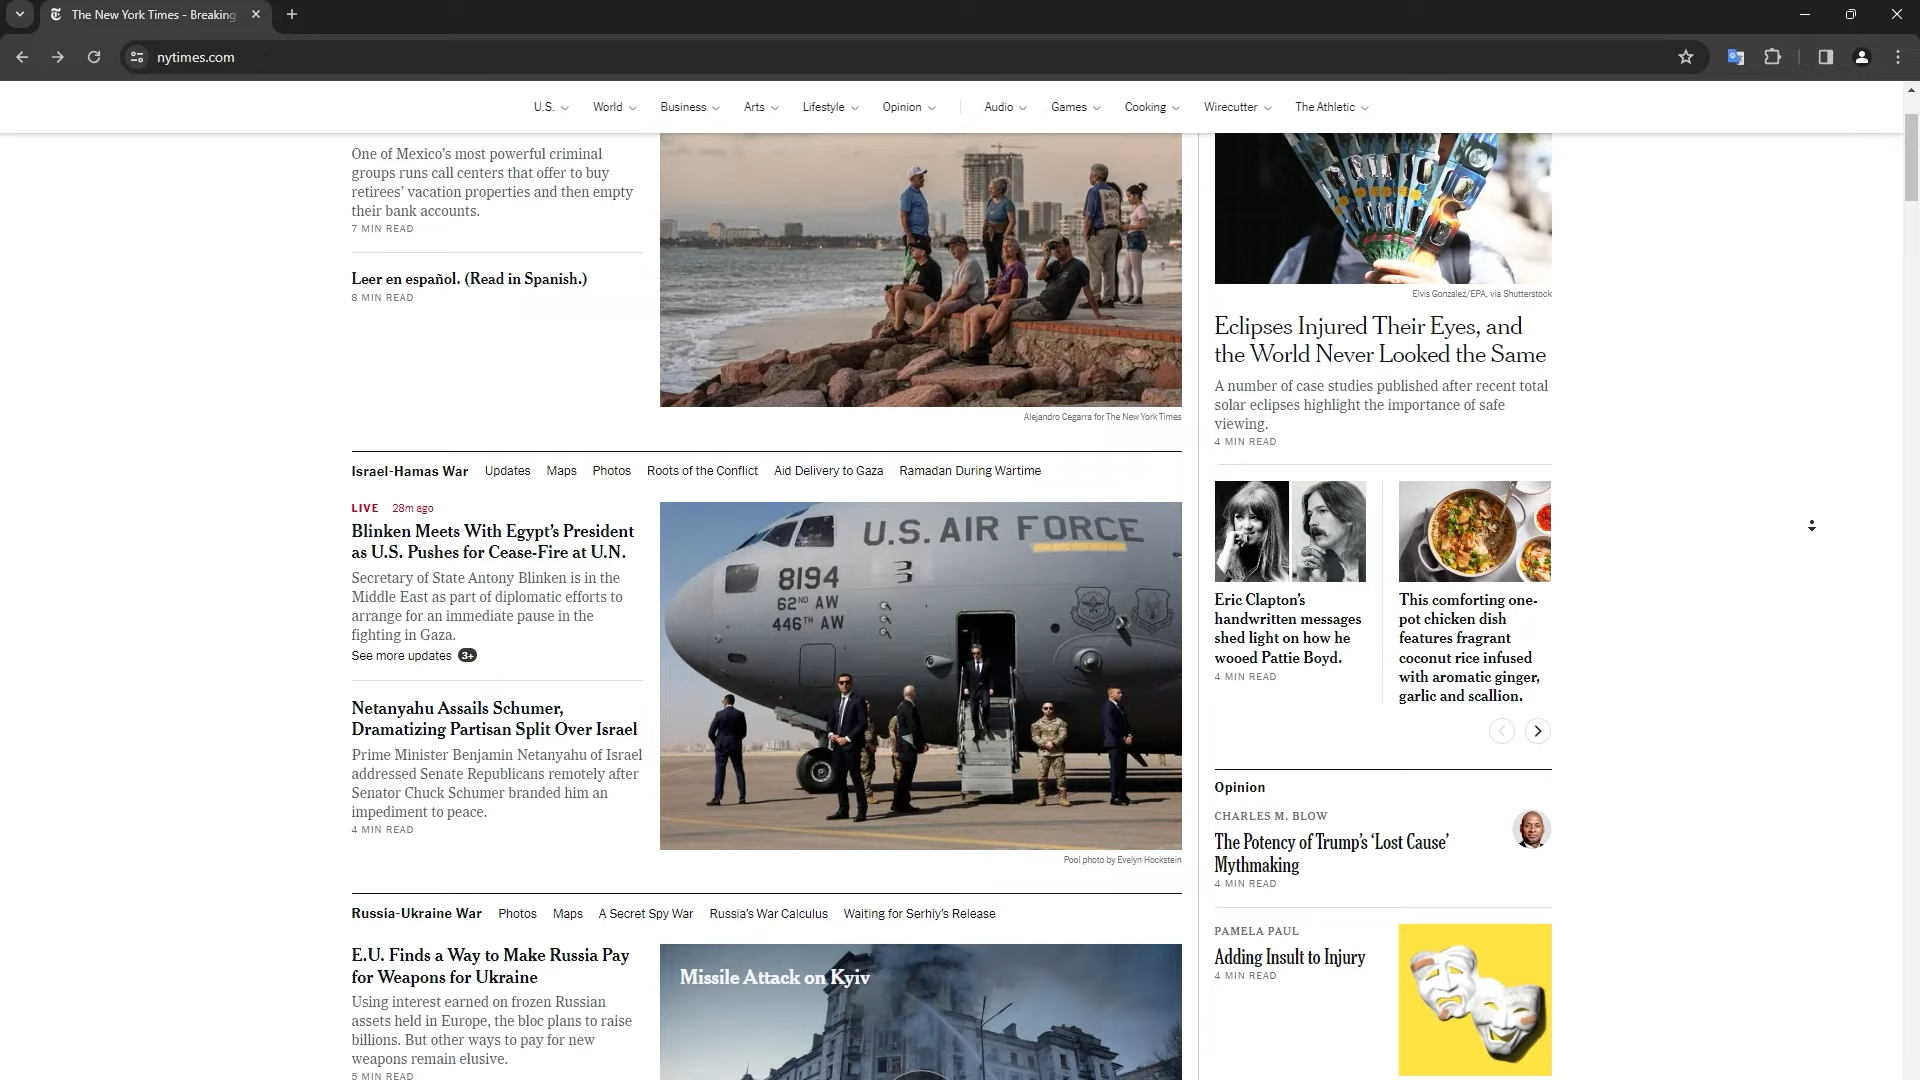 The New York Times - Breaking
nytimes.com
U.S.
World
Business
Arts
Lifestyle
Opinion
Audio
Games
Cooking
Wirecutter
The Athletic
One of Mexico's most powerful criminal
groups runs call centers that offer to buy
retirees' vacation properties and then empty
their bank accounts.
7 MIN READ
Leer en español. (Read in Spanish.)
8 MIN READ
Alejandro Cegarra for The New York Times
Israel-Hamas War
Updates
Maps
Photos
Roots of the Conflict
Aid Delivery to Gaza
Ramadan During Wartime
LIVE 28m ago
Blinken Meets With Egypt's President
as U.S. Pushes for Cease-Fire at U.N.
Secretary of State Antony Blinken is in the
Middle East as part of diplomatic efforts to
arrange for an immediate pause in the
fighting in Gaza.
See more updates 3+
Netanyahu Assails Schumer,
Dramatizing Partisan Split Over Israel
Prime Minister Benjamin Netanyahu of Israel
addressed Senate Republicans remotely after
Senator Chuck Schumer branded him an
impediment to peace.
4 MIN READ
U.S. AIR FORCE
8194
62ND AW
446TH AW
Pool photo by Evelyn Hockstein
Russia-Ukraine War
Photos
Maps
A Secret Spy War
Russia's War Calculus
Waiting for Serhiy's Release
E.U. Finds a Way to Make Russia Pay
for Weapons for Ukraine
Using interest earned on frozen Russian
assets held in Europe, the bloc plans to raise
billions. But other ways to pay for new
weapons remain elusive.
5 MIN READ
Missile Attack on Kyiv
Elvis Gonzalez/EPA, via Shutterstock
Eclipses Injured Their Eyes, and
the World Never Looked the Same
A number of case studies published after recent total
solar eclipses highlight the importance of safe
viewing.
4 MIN READ
Eric Clapton's
handwritten messages
shed light on how he
wooed Pattie Boyd.
4 MIN READ
This comforting one-
pot chicken dish
features fragrant
coconut rice infused
with aromatic ginger,
garlic and scallion.
Opinion
CHARLES M. BLOW
The Potency of Trump's ‘Lost Cause’
Mythmaking
4 MIN READ
PAMELA PAUL
Adding Insult to Injury
4 MIN READ